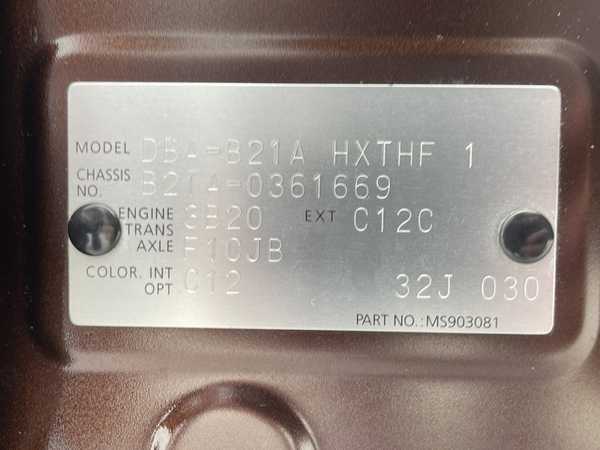 MODEL DBA-B21A HXTHF 1
CHASSIS NO. B21A-0361669
ENGINE 3B20 EXT C12C
TRANS AXLE F1CJB
COLOR. INT C12 32J 030
OPT.
PART NO.:MS903081